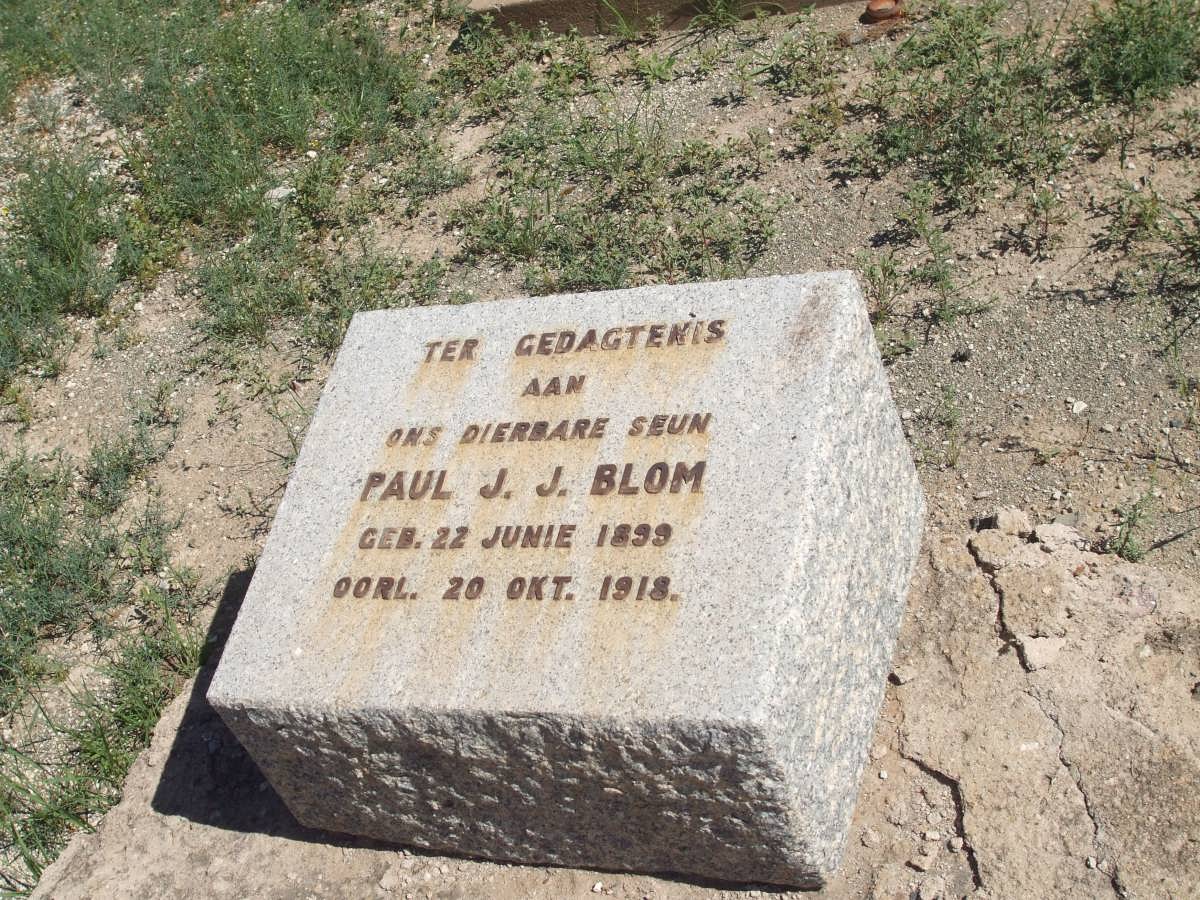 TER GEDAGTENIS
AAN
ONS DIERBARE SEUN
PAUL J. J. BLOM
GEB. 22 JUNIE 1899
OORL. 20 OKT. 1918.